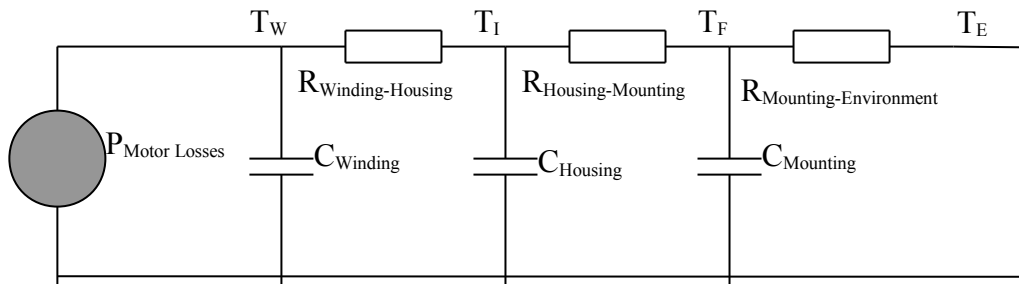 T_W
T_I
T_F
T_E
R_Winding-Housing
R_Housing-Mounting
R_Mounting-Environment
P_Motor Losses
C_Winding
C_Housing
C_Mounting